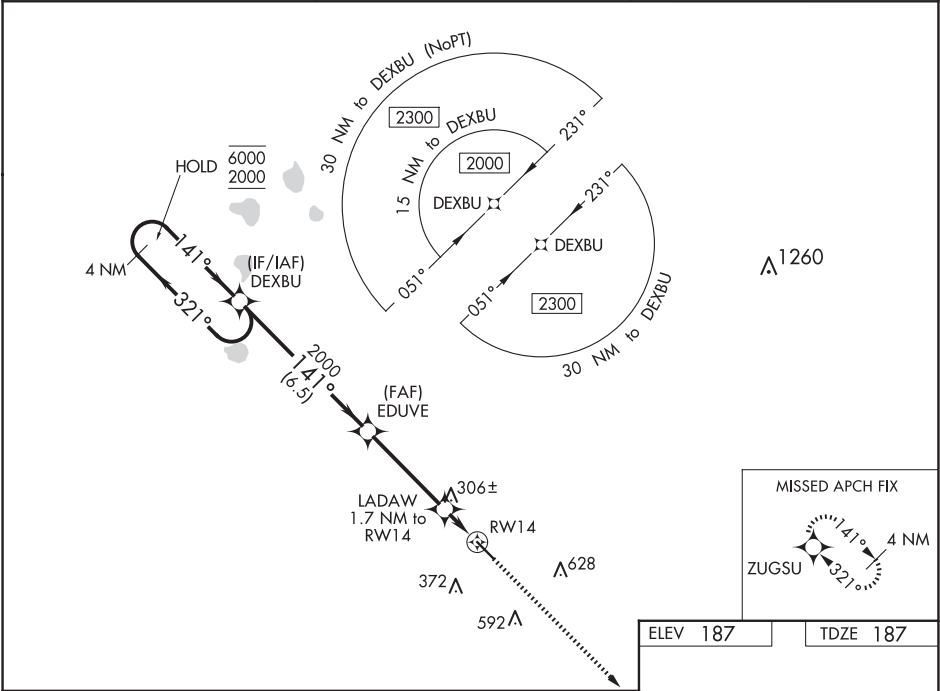 30 NM to DEXBU (NoPT)
2300
15 NM to DEXBU
2000
231°
DEXBU
051°
231°
DEXBU
051°
2300
30 NM to DEXBU
1260
HOLD
6000
2000
4 NM
141°
321°
(IF/IAF)
DEXBU
2000
141°
(6.5)
(FAF)
EDUVE
LADAW
1.7 NM to
RW14
306±
RW14
372
628
592
MISSED APCH FIX
ZUGSU
141°
321°
4 NM
ELEV 187
TDZE 187